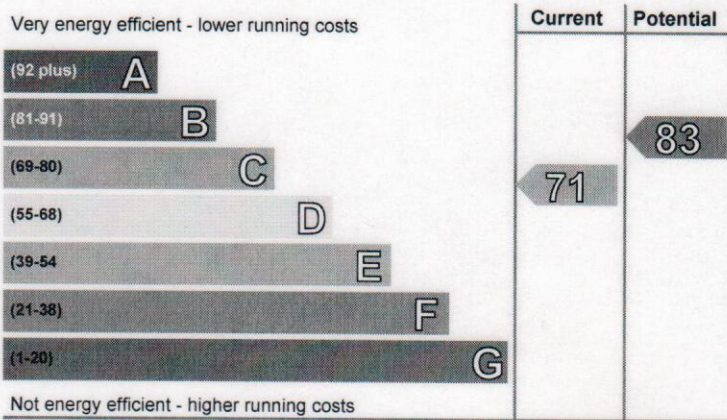 Very energy efficient - lower running costs
Current
Potential
(92 plus) A
(81-91) B
83
(69-80) C
71
(55-68) D
(39-54 E
(21-38) F
(1-20) G
Not energy efficient - higher running costs